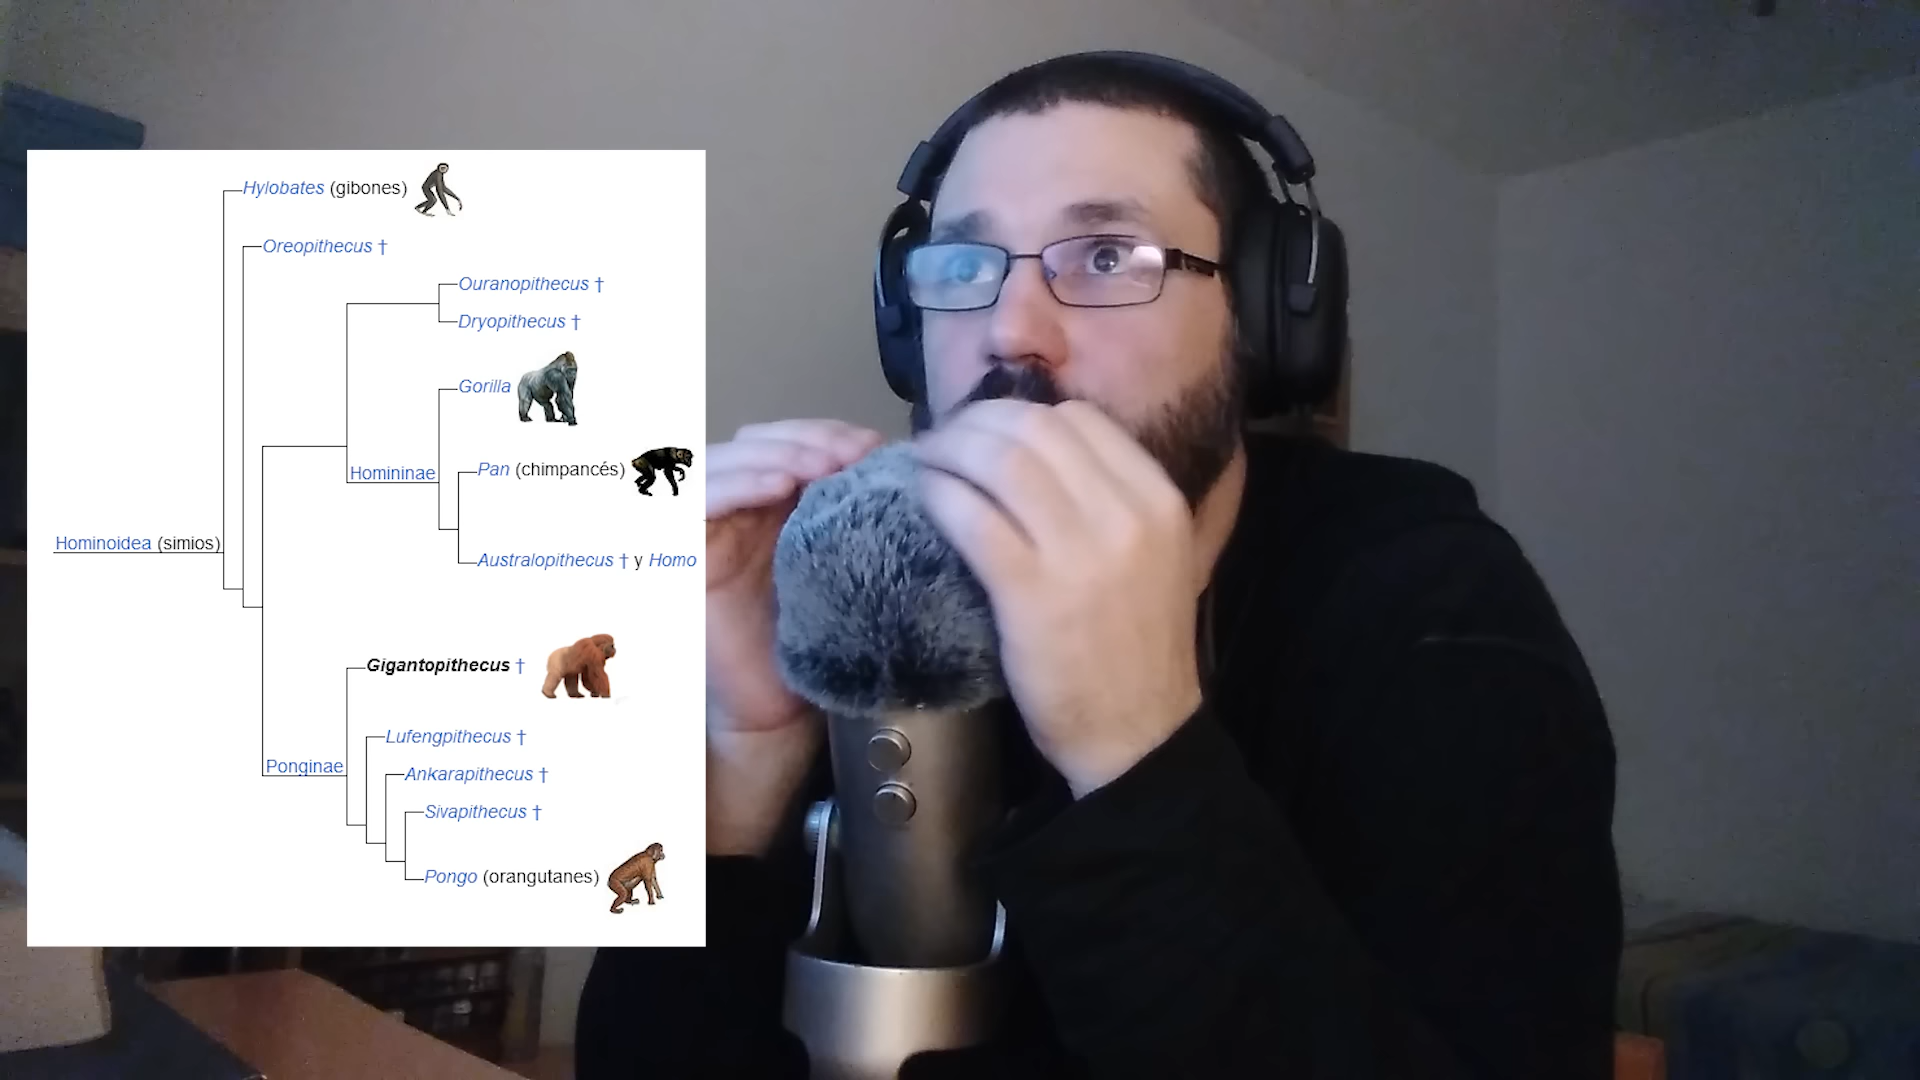 Hylobates (gibones)
Oreopithecus †
Ouranopithecus †
Dryopithecus †
Gorilla
Homininae
Pan (chimpancés)
Hominoidea (simios)
Australopithecus † y Homo
Gigantopithecus †
Lufengpithecus †
Ponginae
Ankarapithecus †
Sivapithecus †
Pongo (orangutanes)